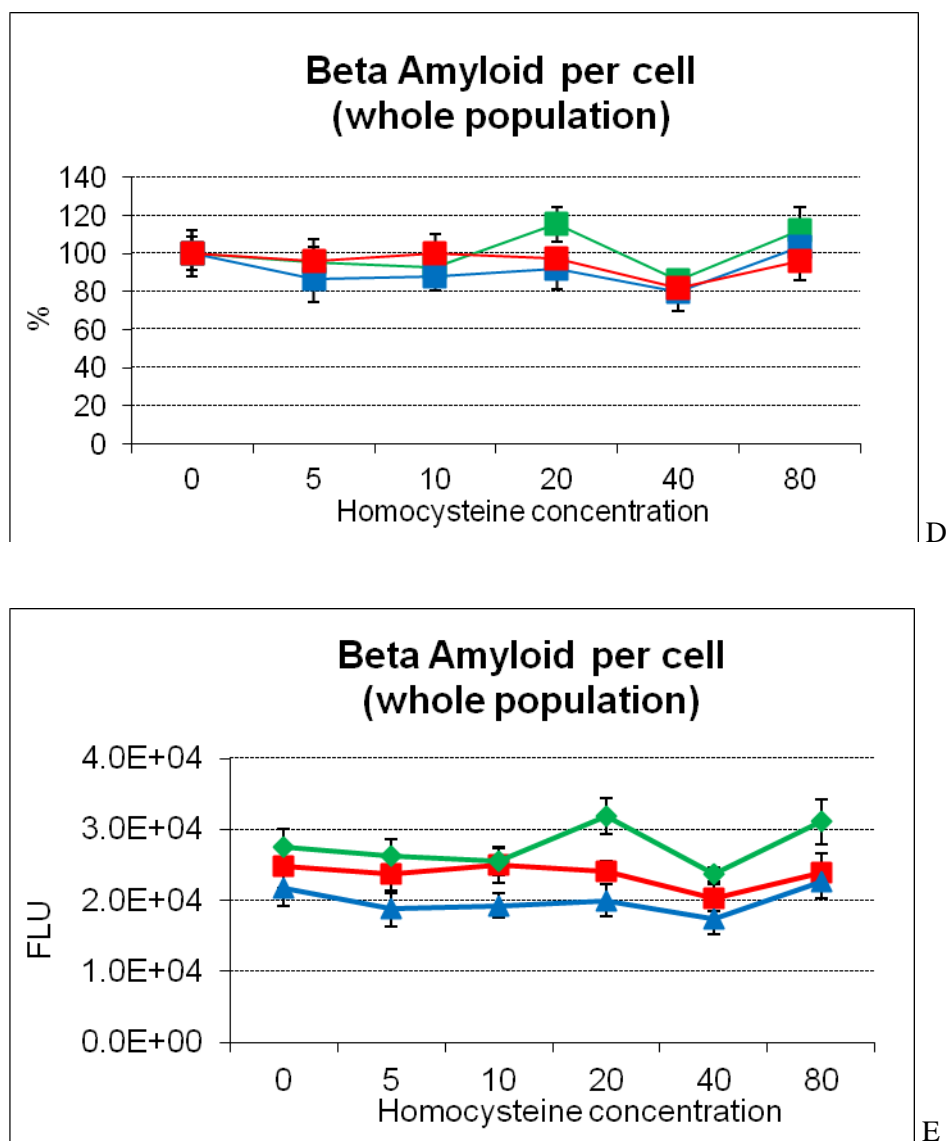 Beta Amyloid per cell
(whole population)
140
120
100
80
60
40
20
0
%
0 5 10 20 40 80
Homocysteine concentration
D
Beta Amyloid per cell
(whole population)
4.0E+04
3.0E+04
2.0E+04
1.0E+04
0.0E+00
FLU
0 5 10 20 40 80
Homocysteine concentration
E